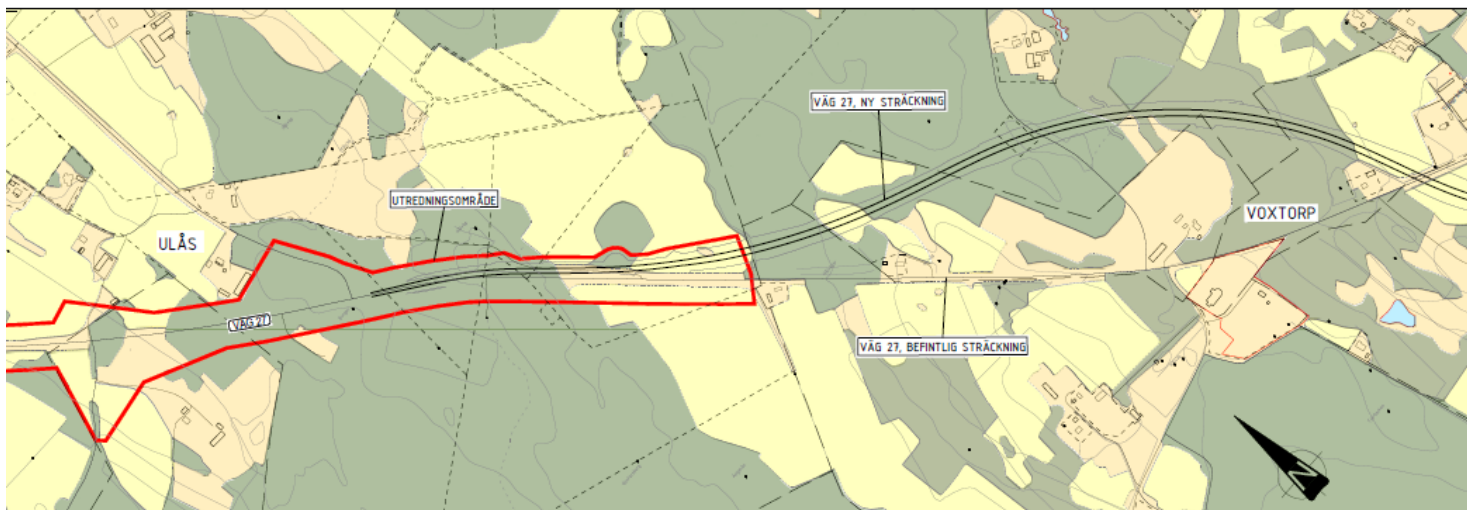 VÄG 27, NY STRÄCKNING
UTREDNINGSOMRÅDE
VOXTORP
ULÅS
VÄG 27
VÄG 27, BEFINTLIG STRÄCKNING
N